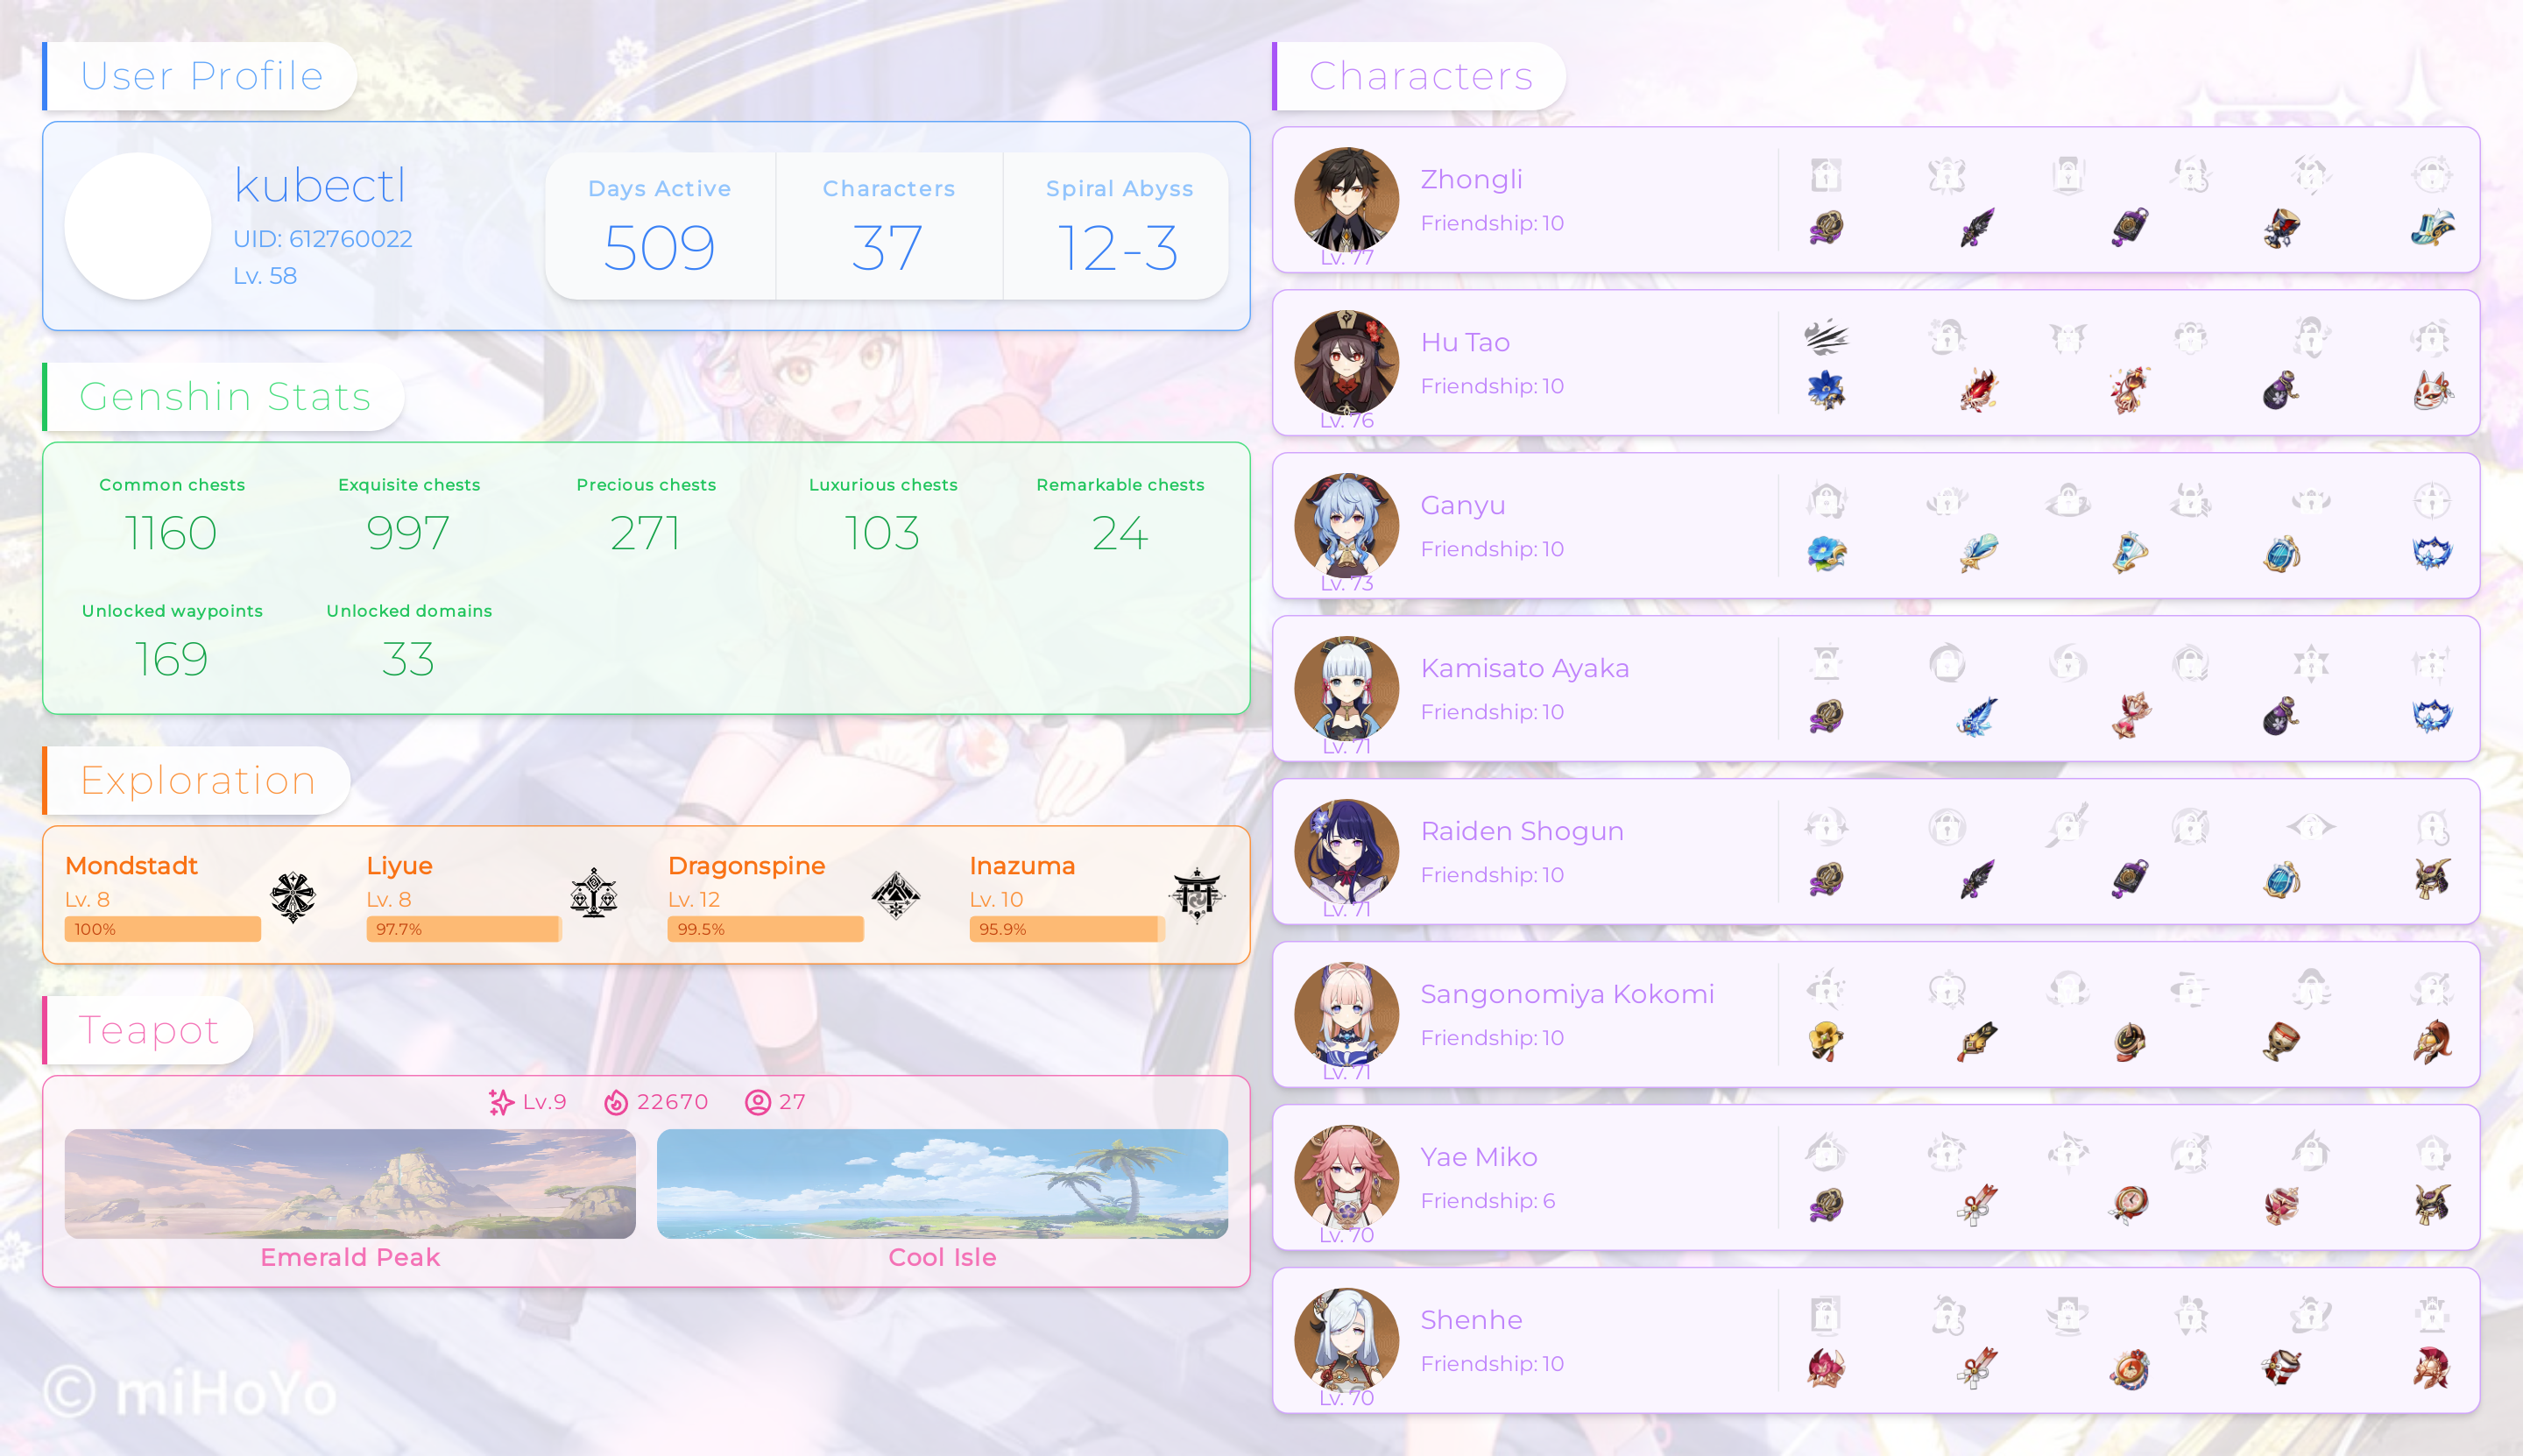 User Profile
kubectl
UID: 612760022
Lv. 58
Days Active
509
Characters
37
Spiral Abyss
12-3
Genshin Stats
Common chests
1160
Exquisite chests
997
Precious chests
271
Luxurious chests
103
Remarkable chests
24
Unlocked waypoints
169
Unlocked domains
33
Exploration
Mondstadt
Lv. 8
100%
Liyue
Lv. 8
97.7%
Dragonspine
Lv. 12
99.5%
Inazuma
Lv. 10
95.9%
Teapot
Lv.9
22670
27
Emerald Peak
Cool Isle
© miHoYo
Characters
Zhongli
Friendship: 10
Lv. 77
Hu Tao
Friendship: 10
Lv. 76
Ganyu
Friendship: 10
Lv. 73
Kamisato Ayaka
Friendship: 10
Lv. 71
Raiden Shogun
Friendship: 10
Lv. 71
Sangonomiya Kokomi
Friendship: 10
Lv. 71
Yae Miko
Friendship: 6
Lv. 70
Shenhe
Friendship: 10
Lv. 70